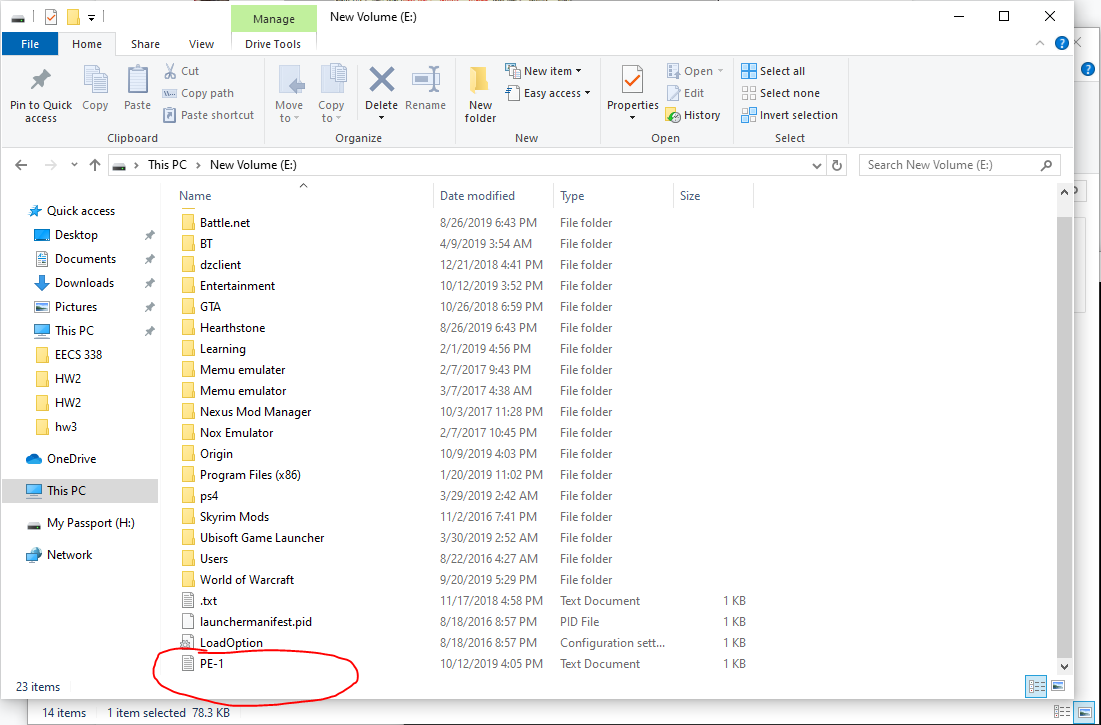 Manage New Volume (E:)
File Home Share View Drive Tools
Pin to Quick access
Copy
Paste
Cut
Copy path
Paste shortcut
Clipboard
Move to
Copy to
Delete
Rename
Organize
New folder
New item
Easy access
New
Properties
Open
Edit
History
Open
Select all
Select none
Invert selection
Select
This PC New Volume (E:)
Search New Volume (E:)
Quick access
Desktop
Documents
Downloads
Pictures
This PC
EECS 338
HW2
HW2
hw3
OneDrive
This PC
My Passport (H:)
Network
Name Date modified Type Size
Battle.net 8/26/2019 6:43 PM File folder
BT 4/9/2019 3:54 AM File folder
dzclient 12/21/2018 4:41 PM File folder
Entertainment 10/12/2019 3:52 PM File folder
GTA 10/26/2018 6:59 PM File folder
Hearthstone 8/26/2019 6:43 PM File folder
Learning 2/1/2019 4:56 PM File folder
Memu emulater 2/7/2017 9:43 PM File folder
Memu emulator 3/7/2017 4:38 AM File folder
Nexus Mod Manager 10/3/2017 11:28 PM File folder
Nox Emulator 2/7/2017 10:45 PM File folder
Origin 10/9/2019 4:03 PM File folder
Program Files (x86) 1/20/2019 11:02 PM File folder
ps4 3/29/2019 2:42 AM File folder
Skyrim Mods 11/2/2016 7:41 PM File folder
Ubisoft Game Launcher 3/30/2019 2:52 AM File folder
Users 8/22/2016 4:27 AM File folder
World of Warcraft 9/20/2019 5:29 PM File folder
.txt 11/17/2018 4:58 PM Text Document 1 KB
launchermanifest.pid 8/18/2016 8:57 PM PID File 1 KB
LoadOption 8/18/2016 8:57 PM Configuration sett... 1 KB
PE-1 10/12/2019 4:05 PM Text Document 1 KB
23 items
14 items 1 item selected 78.3 KB